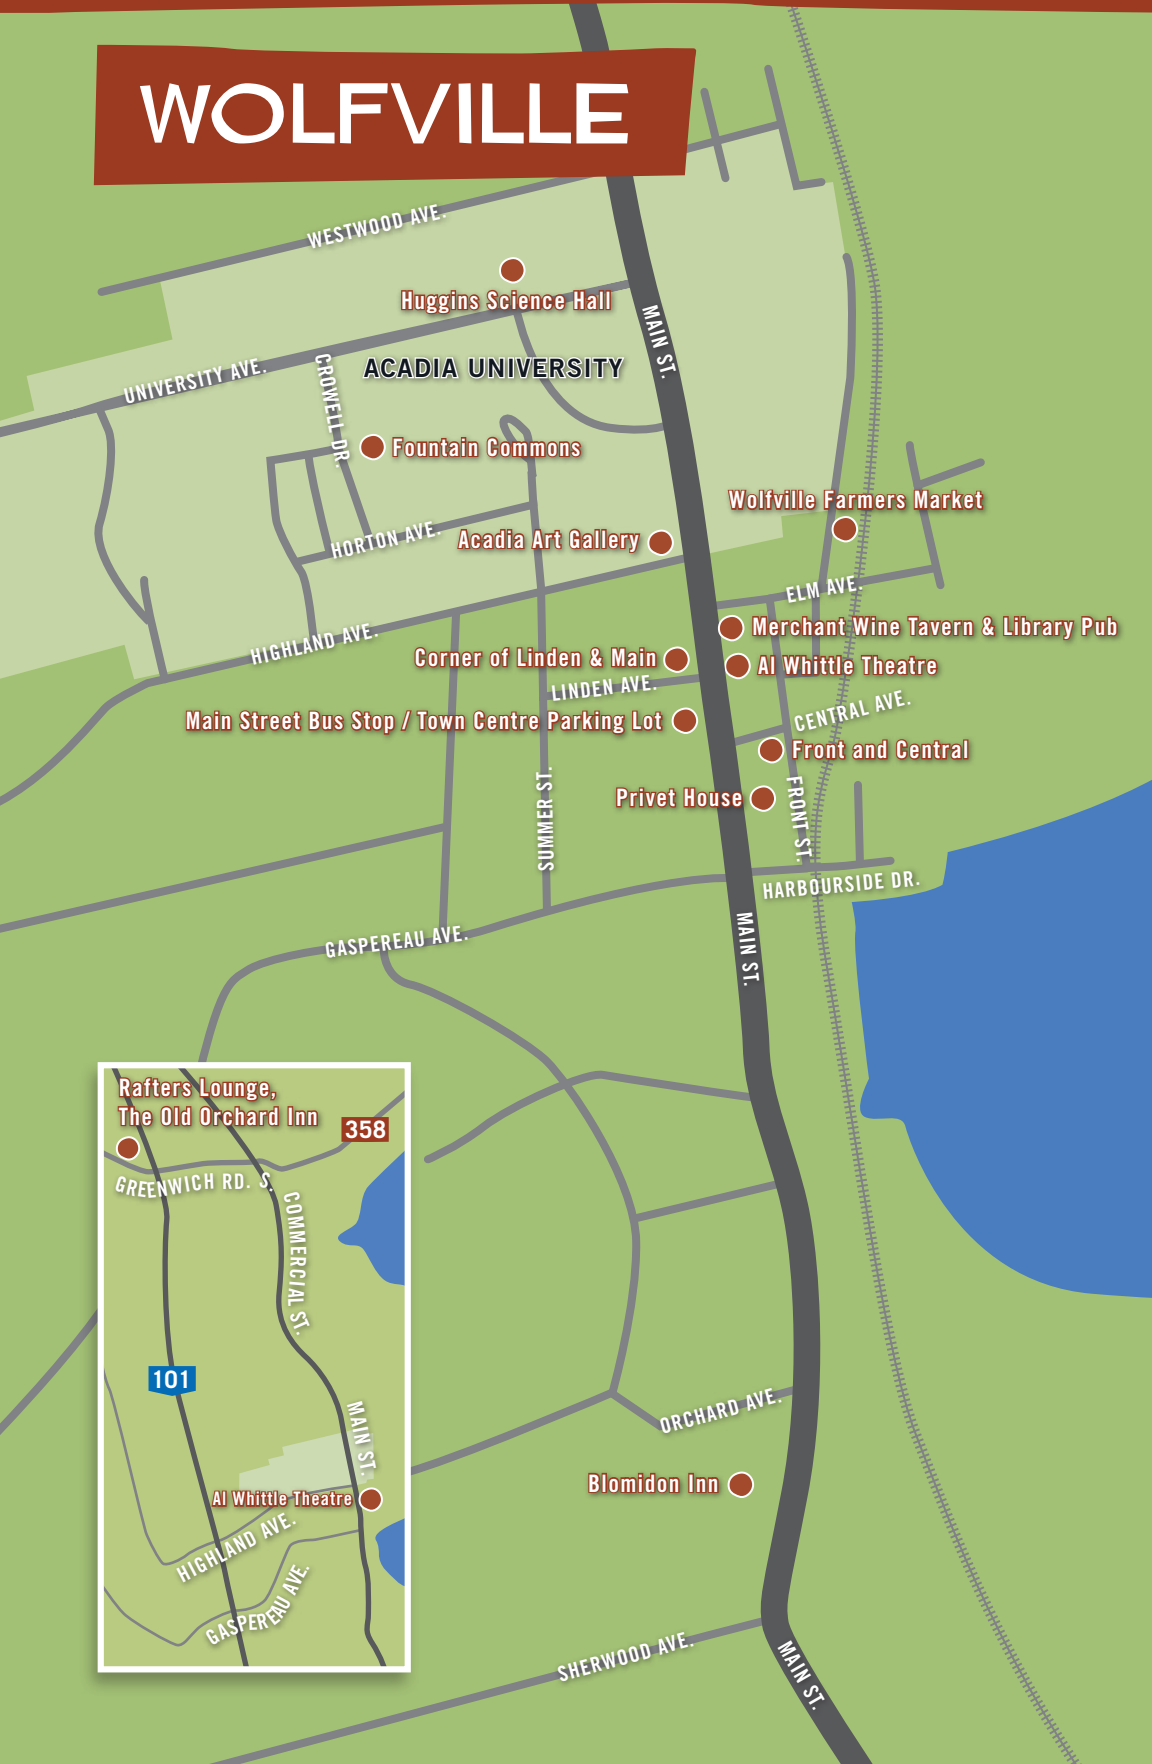 WOLFVILLE
WESTWOOD AVE.
Huggins Science Hall
MAIN ST.
UNIVERSITY AVE.
CROWELL DR.
ACADIA UNIVERSITY
Fountain Commons
Wolfville Farmers Market
HORTON AVE.
Acadia Art Gallery
ELM AVE.
Merchant Wine Tavern & Library Pub
HIGHLAND AVE.
Corner of Linden & Main
Al Whittle Theatre
LINDEN AVE.
Main Street Bus Stop / Town Centre Parking Lot
CENTRAL AVE.
Front and Central
SUMMER ST.
Privet House
FRONT ST.
HARBOURSIDE DR.
GASPEREAU AVE.
MAIN ST.
Rafters Lounge,
The Old Orchard Inn
358
GREENWICH RD. S.
COMMERCIAL ST.
101
MAIN ST.
Al Whittle Theatre
HIGHLAND AVE.
GASPEREAU AVE.
ORCHARD AVE.
Blomidon Inn
SHERWOOD AVE.
MAIN ST.